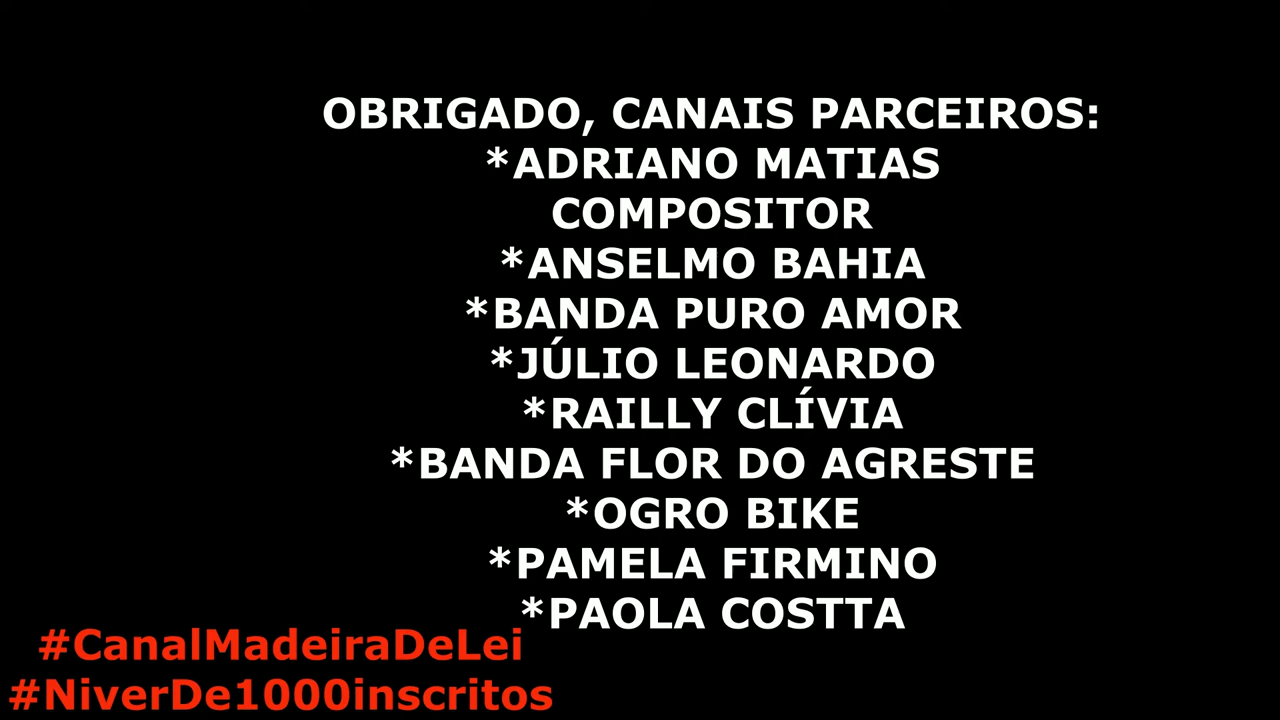 OBRIGADO, CANAIS PARCEIROS:
*ADRIANO MATIAS
COMPOSITOR
*ANSELMO BAHIA
*BANDA PURO AMOR
*JÚLIO LEONARDO
*RAILLY CLÍVIA
*BANDA FLOR DO AGRESTE
*OGRO BIKE
*PAMELA FIRMINO
*PAOLA COSTTA
#CanalMadeiraDeLei
#NiverDe1000inscritos